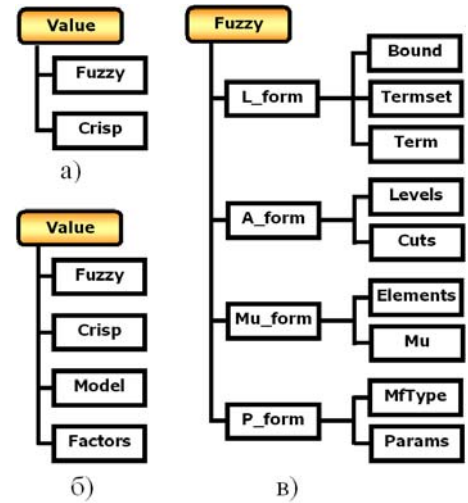 Value
Fuzzy
Crisp
а)
Value
Fuzzy
Crisp
Model
Factors
б)
Fuzzy
L_form
Bound
Termset
Term
A_form
Levels
Cuts
Mu_form
Elements
Mu
P_form
MfType
Params
в)